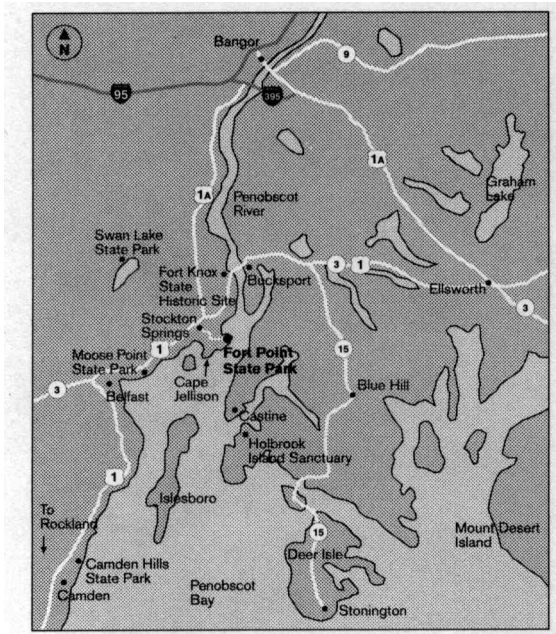 N
Bangor
9
95
395
1A
1A
Graham
Lake
Penobscot
River
Swan Lake
State Park
Fort Knox
State
Historic Site
Bucksport
3
1
Ellsworth
3
Stockton
Springs
1
Fort Point
State Park
15
Moose Point
State Park
Cape
Jellison
3
Belfast
Blue Hill
Castine
Holbrook
Island Sanctuary
1
Islesboro
To
Rockland
15
Mount Desert
Island
Deer Isle
Camden Hills
State Park
Camden
Penobscot
Bay
Stonington